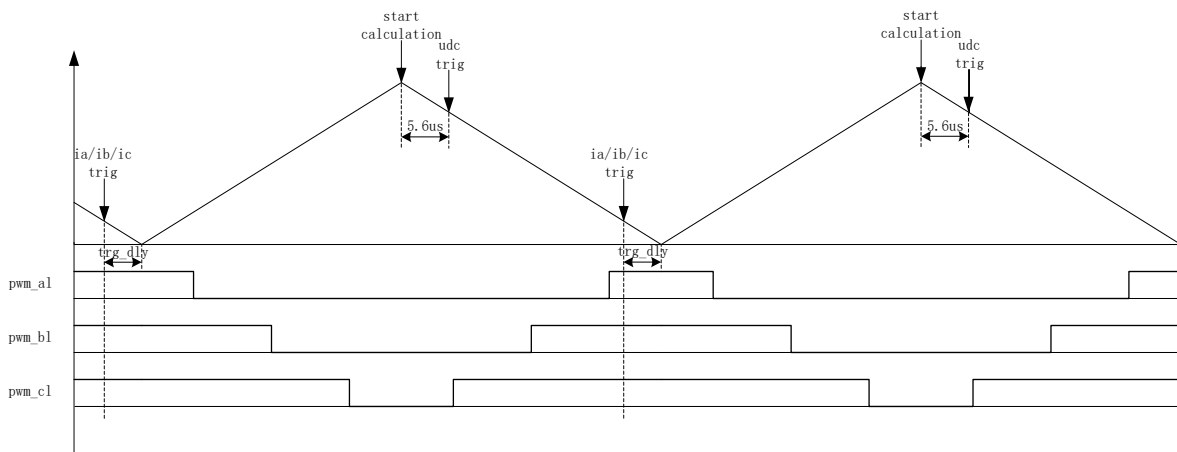 start
calculation
udc
trig
5.6us
ia/ib/ic
trig
trg_dly
start
calculation
udc
trig
5.6us
ia/ib/ic
trig
trg_dly
pwm_al
pwm_bl
pwm_cl